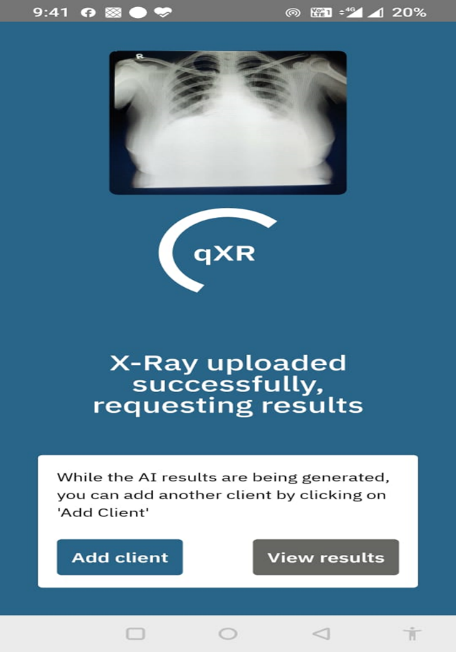 9:41 20%
R
qXR
X-Ray uploaded
successfully,
requesting results
While the AI results are being generated,
you can add another client by clicking on
'Add Client'
Add client View results